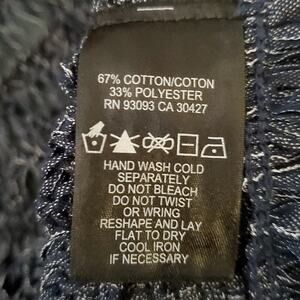 67% COTTON/COTON
33% POLYESTER
RN 93093 CA 30427
HAND WASH COLD
SEPARATELY
DO NOT BLEACH
DO NOT TWIST
OR WRING
RESHAPE AND LAY
FLAT TO DRY
COOL IRON
IF NECESSARY